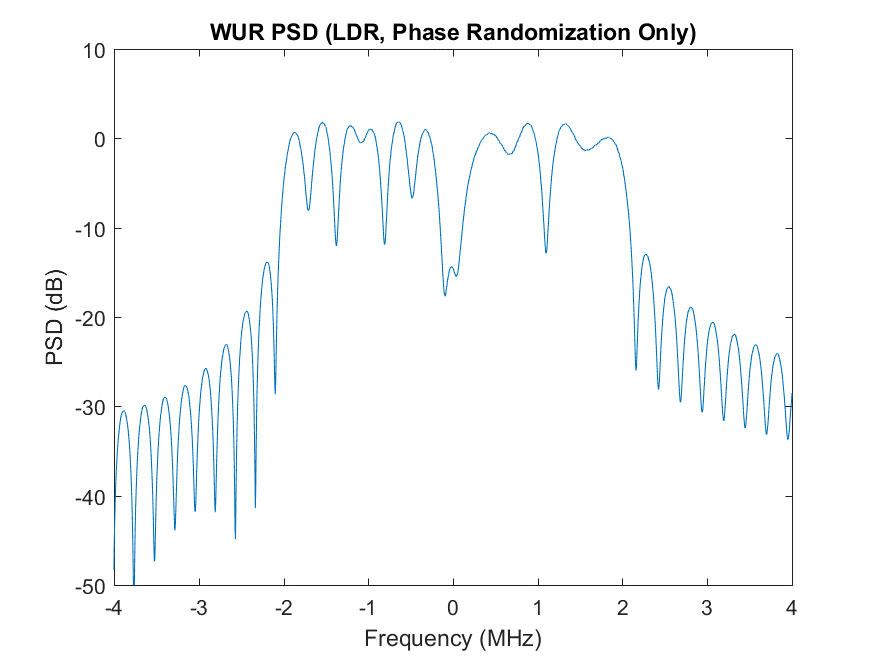 WUR PSD (LDR, Phase Randomization Only)
10
0
-10
-20
-30
-40
-50
PSD (dB)
-4 -3 -2 -1 0 1 2 3 4
Frequency (MHz)